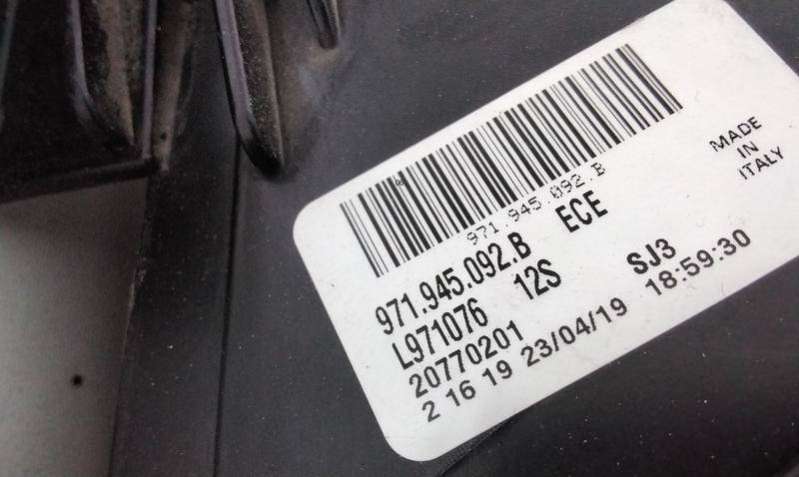 971.945.092.B
971.945.092.B ECE
L971076 12S SJ3
20770201
2 16 19 23/04/19 18:59:30
MADE
IN
ITALY